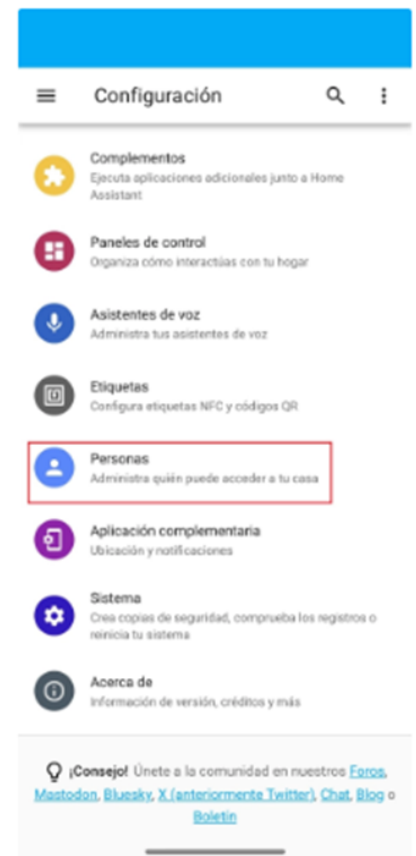 Configuración
Complementos
Ejecuta aplicaciones adicionales junto a Home
Assistant
Paneles de control
Organiza cómo interactúas con tu hogar
Asistentes de voz
Administra tus asistentes de voz
Etiquetas
Configura etiquetas NFC y códigos QR
Personas
Administra quién puede acceder a tu casa
Aplicación complementaria
Ubicación y notificaciones
Sistema
Crea copias de seguridad, comprueba los registros o
reinicia tu sistema
Acerca de
Información de versión, créditos y más
¡Consejo! Únete a la comunidad en nuestros Foros,
Mastodon, Bluesky, X (anteriormente Twitter), Chat, Blog o
Boletín